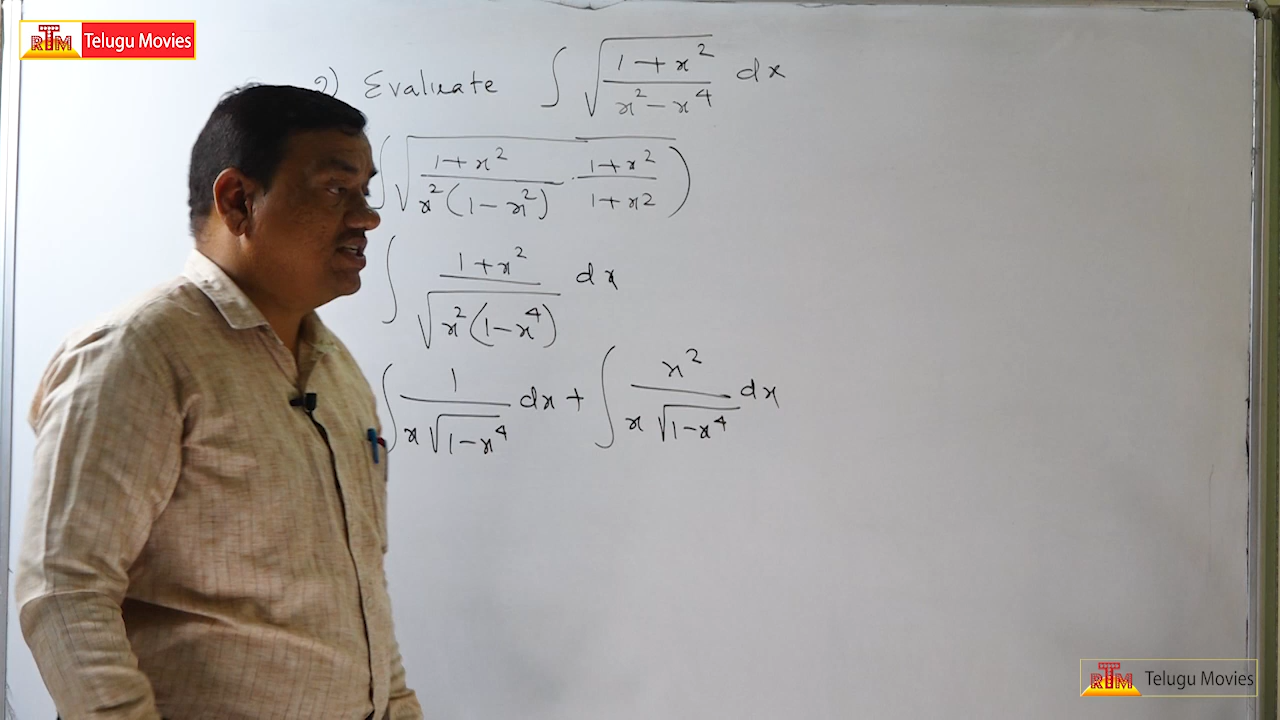 RTM Telugu Movies
2) Evaluate ∫ √((1+x²)/(x²−x⁴)) dx
∫ √((1+x²)/(x²(1−x²)) · (1+x²)/(1+x²)) )
∫ (1+x²)/√(x²(1−x⁴)) dx
∫ 1/(x√(1−x⁴)) dx + ∫ x²/(x√(1−x⁴)) dx
RTM Telugu Movies